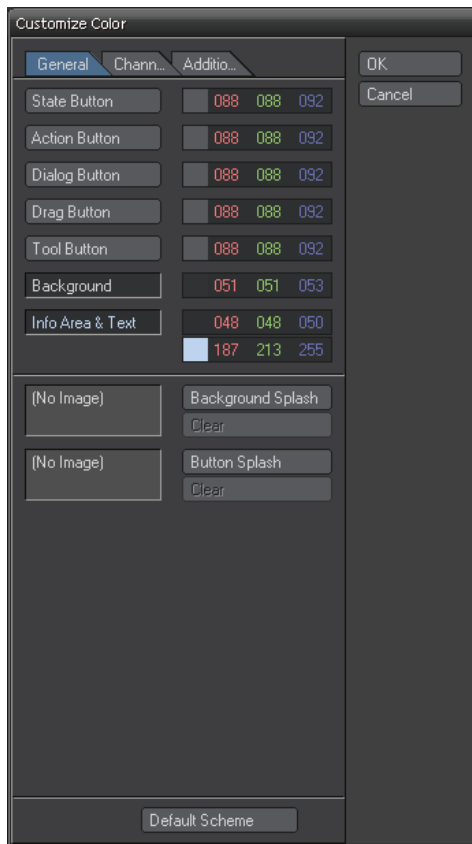 Customize Color
General Chann... Additio...
OK
Cancel
State Button 088 088 092
Action Button 088 088 092
Dialog Button 088 088 092
Drag Button 088 088 092
Tool Button 088 088 092
Background 051 051 053
Info Area & Text 048 048 050
187 213 255
(No Image) Background Splash
Clear
(No Image) Button Splash
Clear
Default Scheme